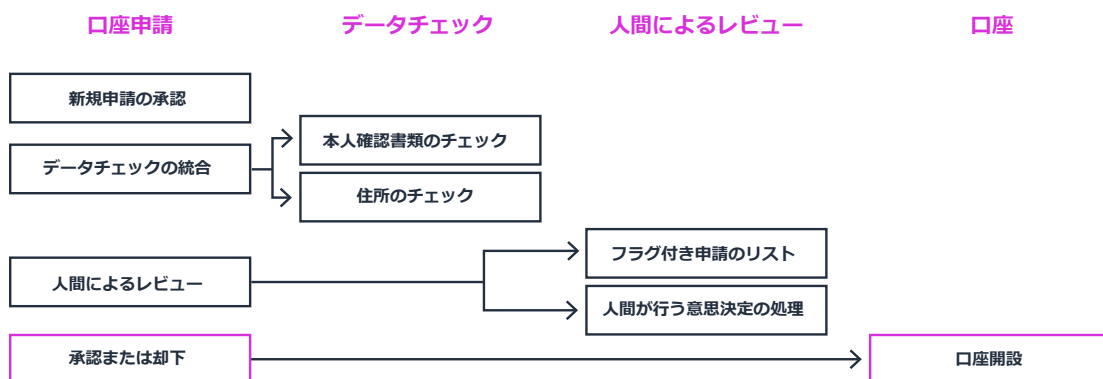 口座申請
データチェック
人間によるレビュー
口座
新規申請の承認
データチェックの統合
本人確認書類のチェック
住所のチェック
人間によるレビュー
フラグ付き申請のリスト
人間が行う意思決定の処理
承認または却下
口座開設